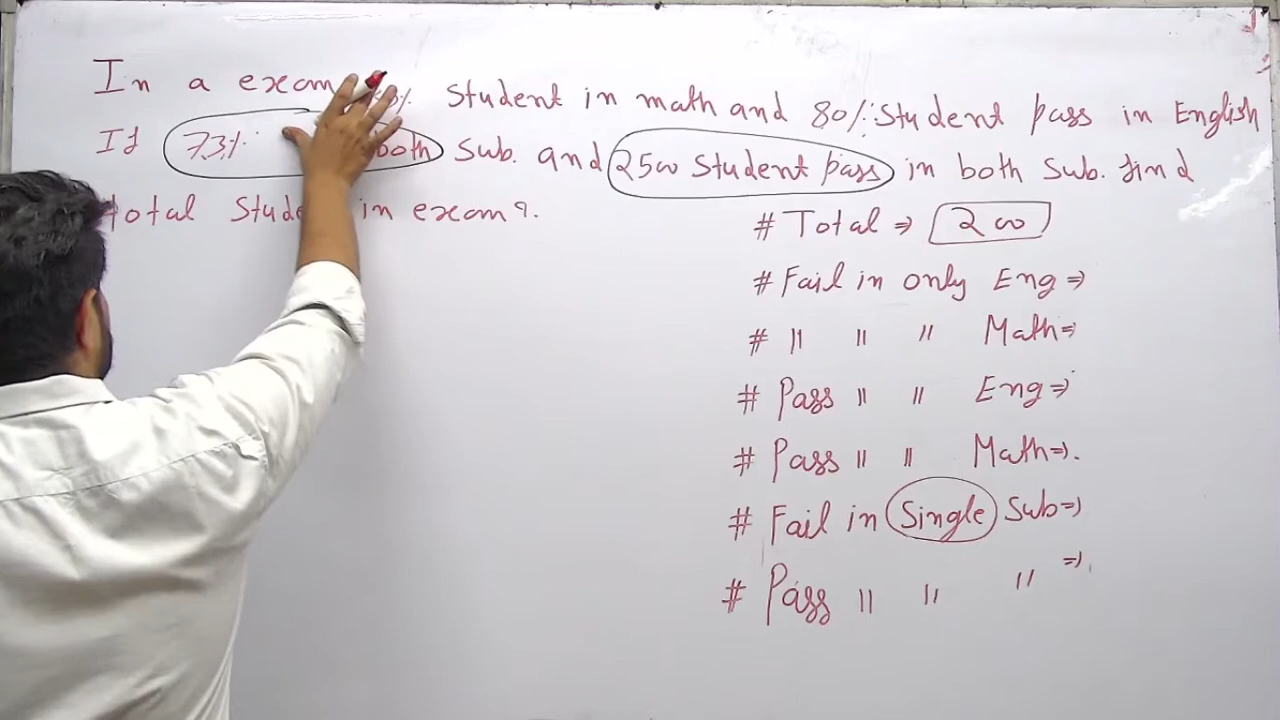 In a exam % Student in math and 80% Student pass in English
If 73% both Sub. and 2500 Student pass in both Sub. find
total Stude in exam?
# Total ⇒ 200
# Fail in only Eng ⇒
# 〃 〃 〃 Math ⇒
# Pass 〃 〃 Eng ⇒
# Pass 〃 〃 Math ⇒.
# Fail in Single Sub ⇒
# Pass 〃 〃 〃 ⇒